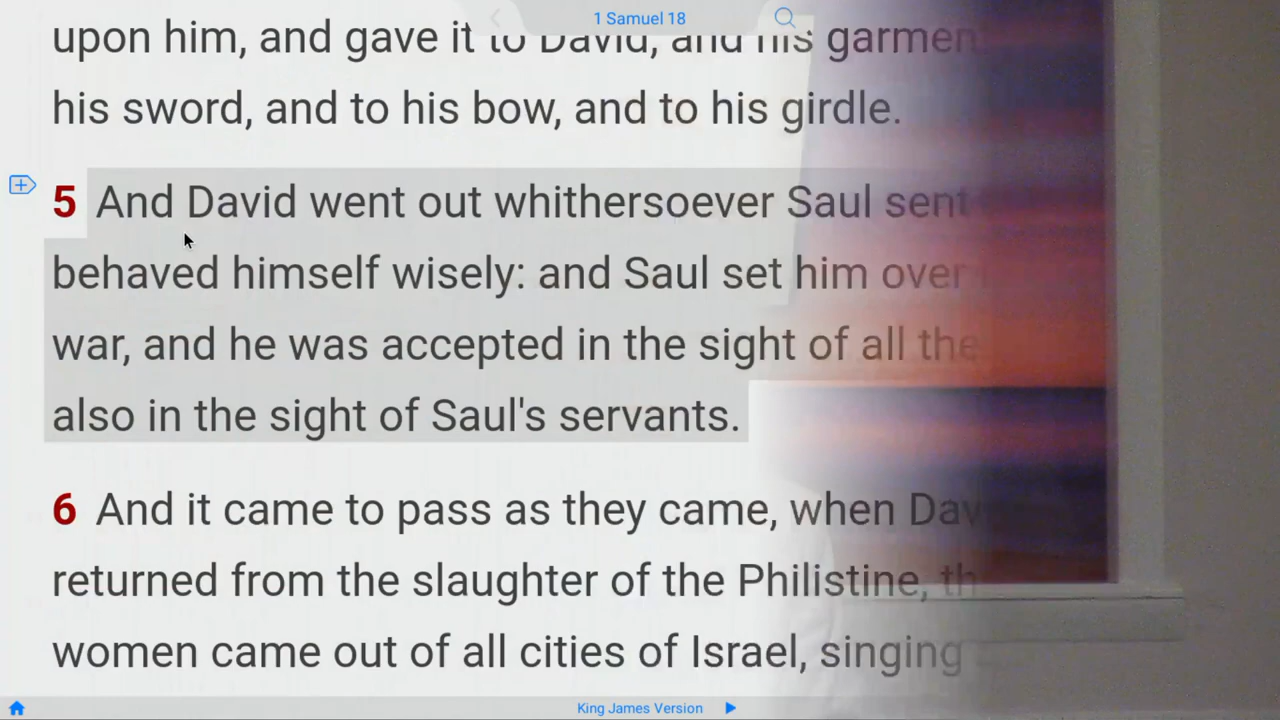 1 Samuel 18
upon him, and gave it to David, and his garmen
his sword, and to his bow, and to his girdle.
5 And David went out whithersoever Saul sent
behaved himself wisely: and Saul set him over
war, and he was accepted in the sight of all the
also in the sight of Saul's servants.
6 And it came to pass as they came, when Dav
returned from the slaughter of the Philistine, th
women came out of all cities of Israel, singing
King James Version